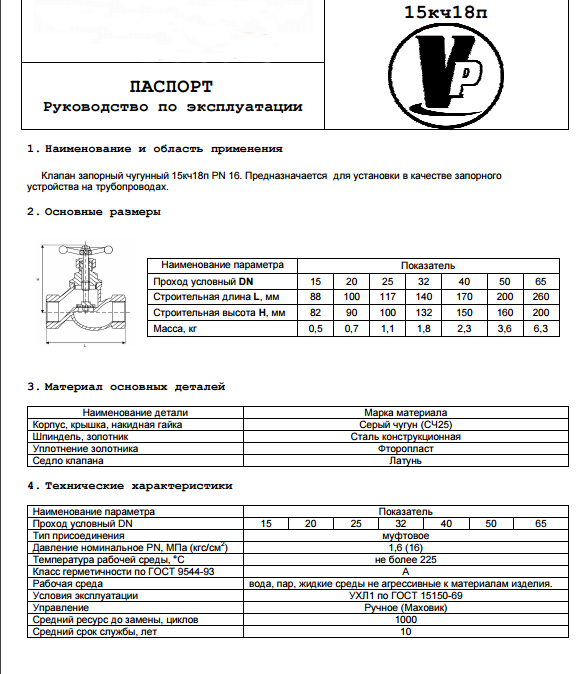 15кч18п
VP
ПАСПОРТ
Руководство по эксплуатации
1. Наименование и область применения
Клапан запорный чугунный 15кч18п PN 16. Предназначается для установки в качестве запорного
устройства на трубопроводах.
2. Основные размеры
H
L
Наименование параметра Показатель
Проход условный DN 15 20 25 32 40 50 65
Строительная длина L, мм 88 100 117 140 170 200 260
Строительная высота H, мм 82 90 100 132 150 160 200
Масса, кг 0,5 0,7 1,1 1,8 2,3 3,6 6,3
3. Материал основных деталей
Наименование детали Марка материала
Корпус, крышка, накидная гайка Серый чугун (СЧ25)
Шпиндель, золотник Сталь конструкционная
Уплотнение золотника Фторопласт
Седло клапана Латунь
4. Технические характеристики
Наименование параметра Показатель
Проход условный DN 15 20 25 32 40 50 65
Тип присоединения муфтовое
Давление номинальное PN, МПа (кгс/см²) 1,6 (16)
Температура рабочей среды, °С не более 225
Класс герметичности по ГОСТ 9544-93 А
Рабочая среда вода, пар, жидкие среды не агрессивные к материалам изделия.
Условия эксплуатации УХЛ1 по ГОСТ 15150-69
Управление Ручное (Маховик)
Средний ресурс до замены, циклов 1000
Средний срок службы, лет 10